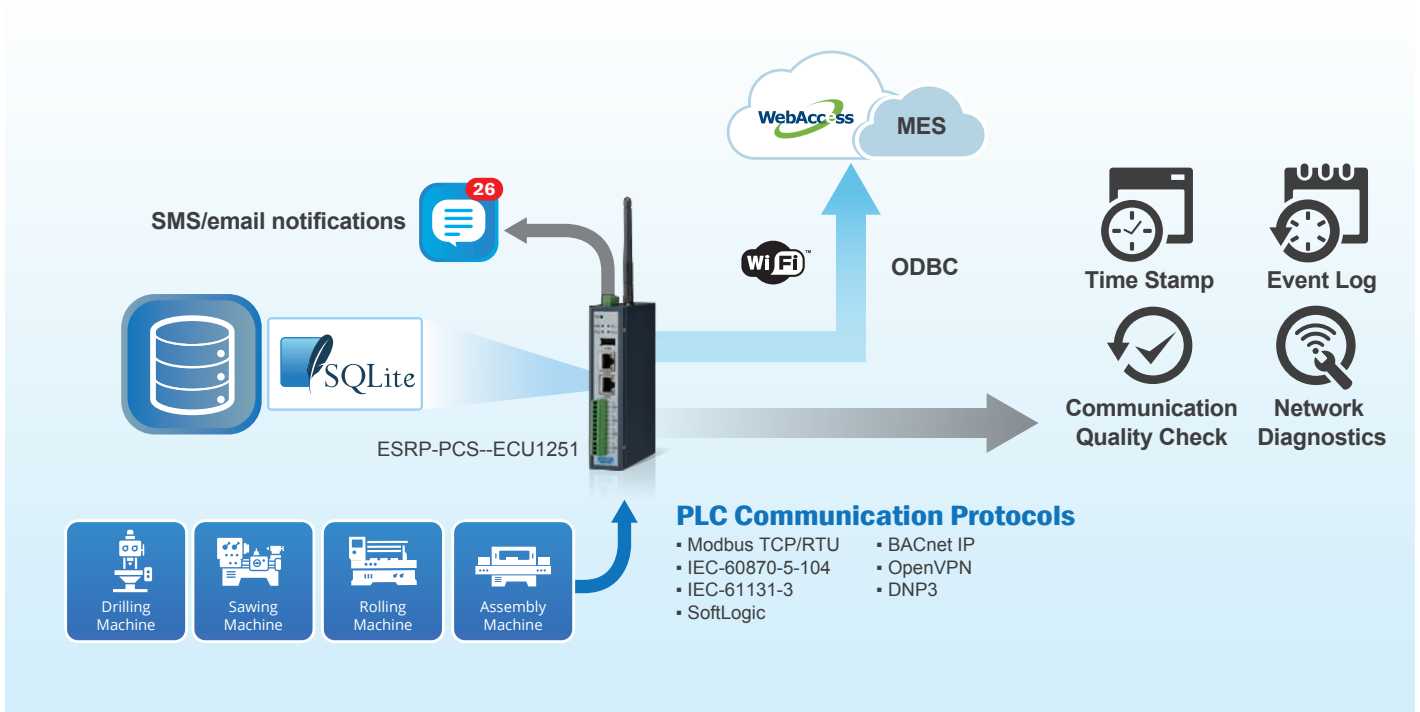 WebAccess
MES
26
SMS/email notifications
WiFi™
ODBC
Time Stamp
Event Log
SQLite
Communication
Quality Check
Network
Diagnostics
ESRP-PCS--ECU1251
PLC Communication Protocols
▪ Modbus TCP/RTU
▪ IEC-60870-5-104
▪ IEC-61131-3
▪ SoftLogic
▪ BACnet IP
▪ OpenVPN
▪ DNP3
Drilling
Machine
Sawing
Machine
Rolling
Machine
Assembly
Machine